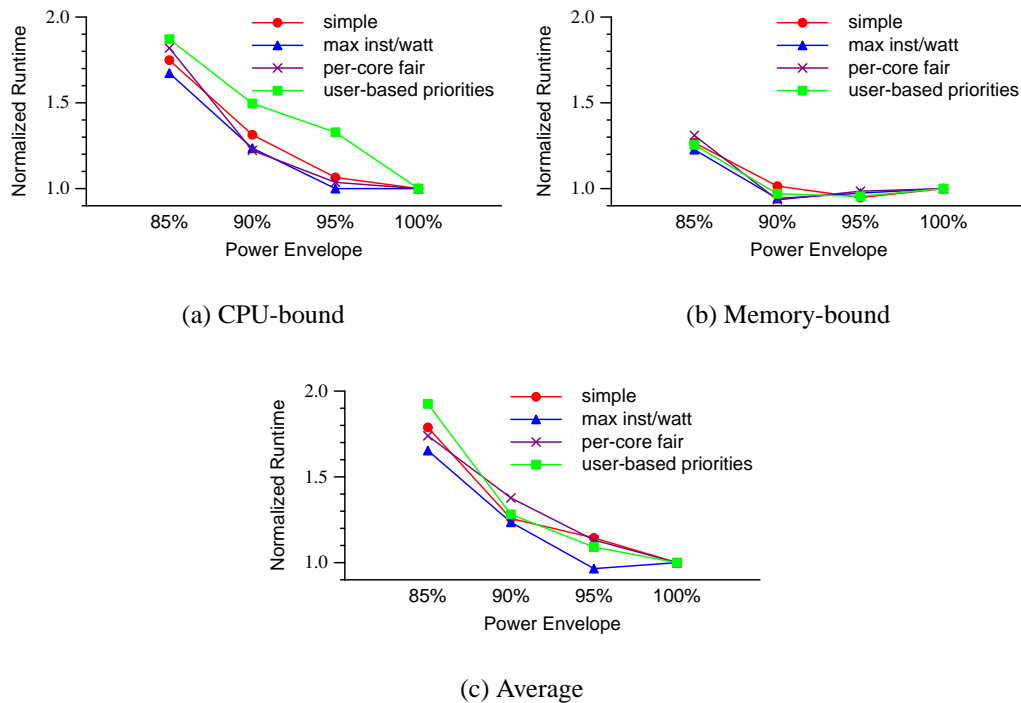 2.0
1.5
1.0
Normalized Runtime
85% 90% 95% 100%
Power Envelope
simple
max inst/watt
per-core fair
user-based priorities
(a) CPU-bound
2.0
1.5
1.0
Normalized Runtime
85% 90% 95% 100%
Power Envelope
simple
max inst/watt
per-core fair
user-based priorities
(b) Memory-bound
2.0
1.5
1.0
Normalized Runtime
85% 90% 95% 100%
Power Envelope
simple
max inst/watt
per-core fair
user-based priorities
(c) Average